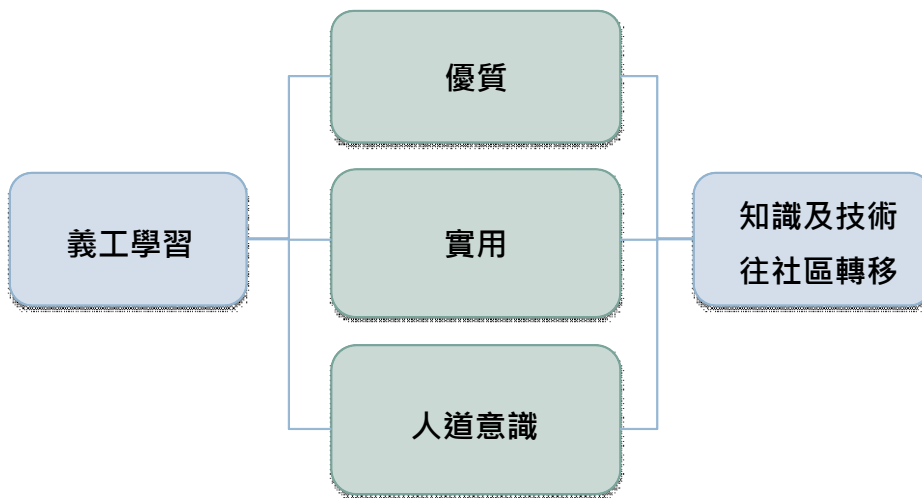 優質
義工學習
實用
知識及技術
往社區轉移
人道意識